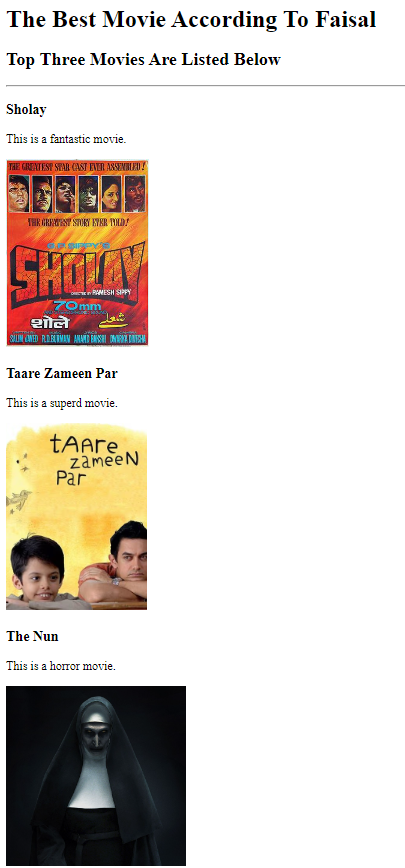 The Best Movie According To Faisal
Top Three Movies Are Listed Below
Sholay
This is a fantastic movie.
THE GREATEST STAR CAST EVER ASSEMBLED!
THE GREATEST STORY EVER TOLD!
G.P. SIPPY'S
SHOLAY
DIRECTED BY RAMESH SIPPY
70mm
शोले شعلے
SALIM-JAVED R.D.BURMAN ANAND BAKSHI DWARKA DIVECHA
Taare Zameen Par
This is a superd movie.
tAAre
zameeN
Par
The Nun
This is a horror movie.